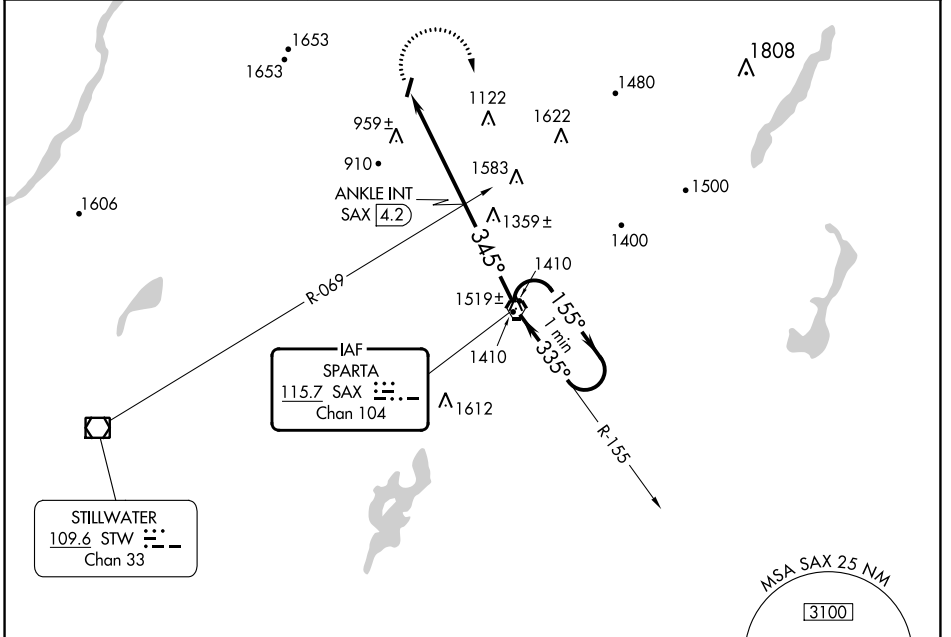 1653
1653
1808
1480
1122
1622
959±
910
1583
1500
ANKLE INT
SAX 4.2
1606
1359±
1400
345°
1410
R-069
1519±
155°
1 min
335°
1410
IAF
SPARTA
115.7 SAX
Chan 104
1612
R-155
STILLWATER
109.6 STW
Chan 33
MSA SAX 25 NM
3100